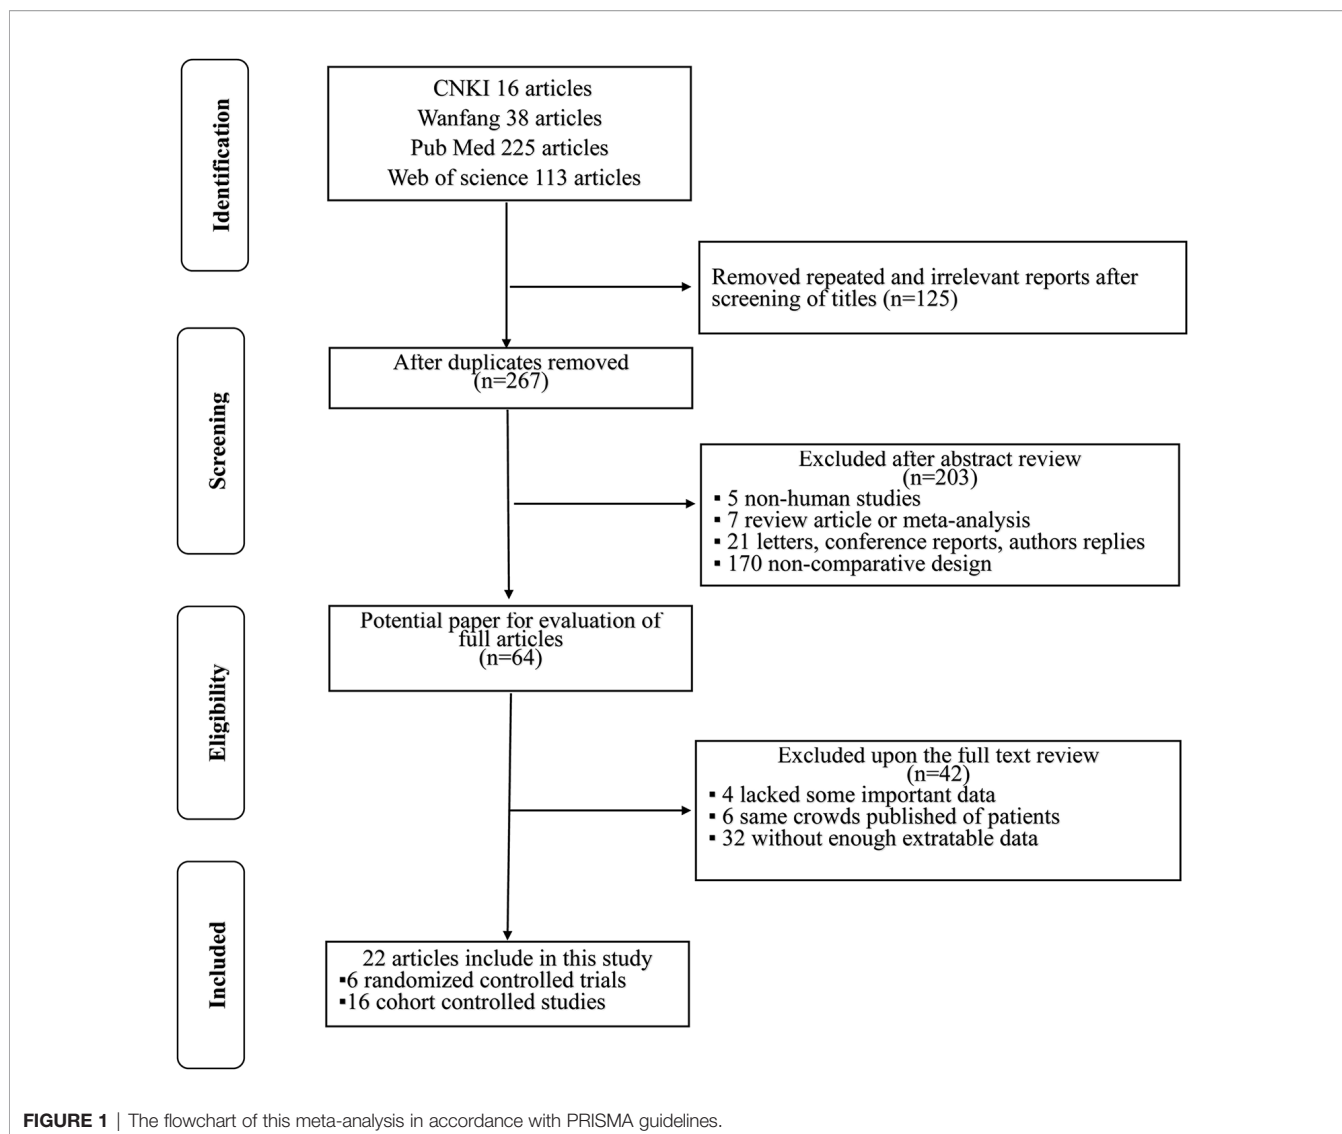 Identification
CNKI 16 articles
Wanfang 38 articles
Pub Med 225 articles
Web of science 113 articles
Removed repeated and irrelevant reports after
screening of titles (n=125)
Screening
After duplicates removed
(n=267)
Excluded after abstract review
(n=203)
▪ 5 non-human studies
▪ 7 review article or meta-analysis
▪ 21 letters, conference reports, authors replies
▪ 170 non-comparative design
Eligibility
Potential paper for evaluation of
full articles
(n=64)
Excluded upon the full text review
(n=42)
▪ 4 lacked some important data
▪ 6 same crowds published of patients
▪ 32 without enough extratable data
Included
22 articles include in this study
▪6 randomized controlled trials
▪16 cohort controlled studies
FIGURE 1 | The flowchart of this meta-analysis in accordance with PRISMA guidelines.